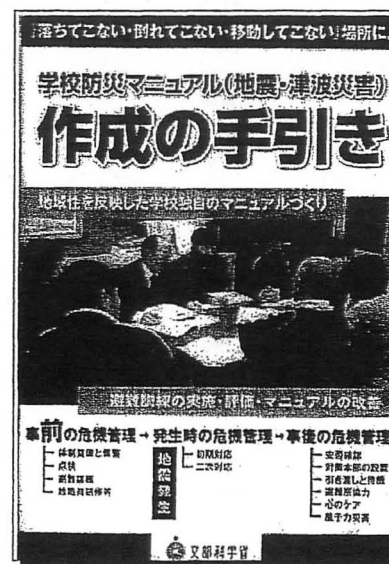 「落ちてこない・倒れてこない・移動してこない」場所に
学校防災マニュアル(地震・津波災害)
作成の手引き
地域性を反映した学校独自のマニュアルづくり
避難訓練の実施・評価・マニュアルの改善
事前の危機管理→発生時の危機管理→事後の危機管理
体制整備と備蓄
点検
避難訓練
教職員研修等
地震発生
初期対応
二次対応
安否確認
対策本部の設置
引き渡しと待機
避難所協力
心のケア
原子力災害
文部科学省